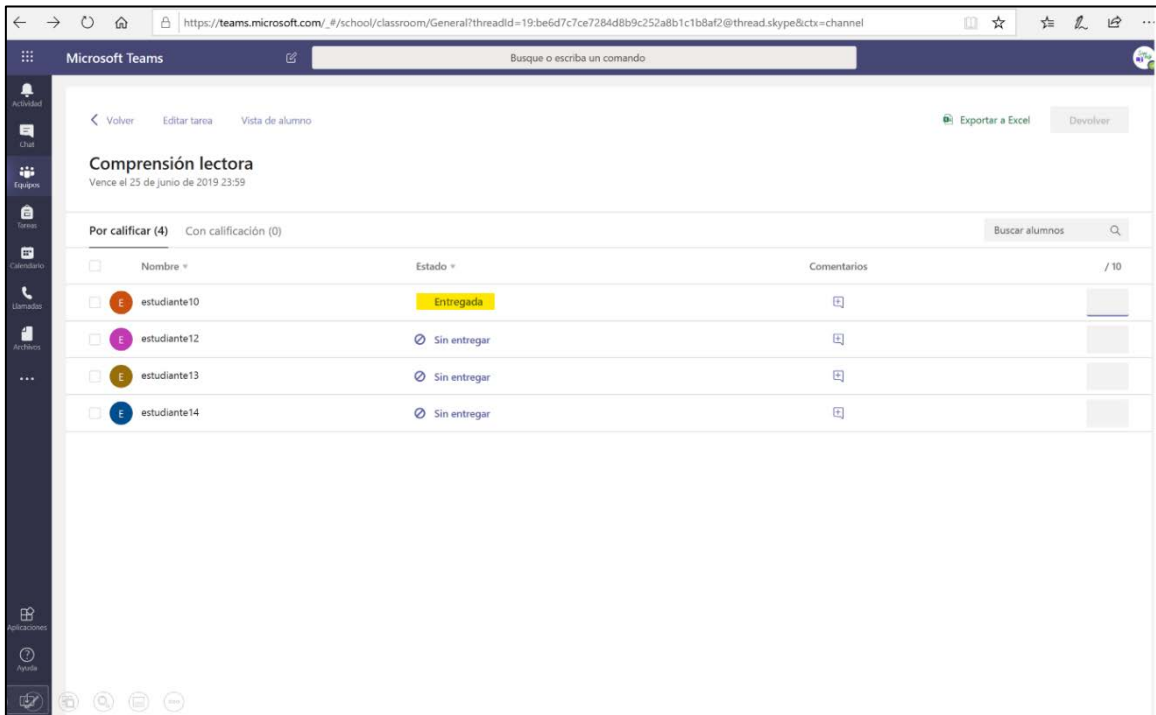 https://teams.microsoft.com/_#/school/classroom/General?threadId=19:be6d7c7ce7284d8b9c252a8b1c1b8af2@thread.skype&ctx=channel
Microsoft Teams
Busque o escriba un comando
Actividad
Chat
Equipos
Tareas
Calendario
Llamadas
Archivos
Aplicaciones
Ayuda
Volver Editar tarea Vista de alumno Exportar a Excel Devolver
Comprensión lectora
Vence el 25 de junio de 2019 23:59
Por calificar (4) Con calificación (0) Buscar alumnos
Nombre Estado Comentarios / 10
E estudiante10 Entregada
E estudiante12 Sin entregar
E estudiante13 Sin entregar
E estudiante14 Sin entregar